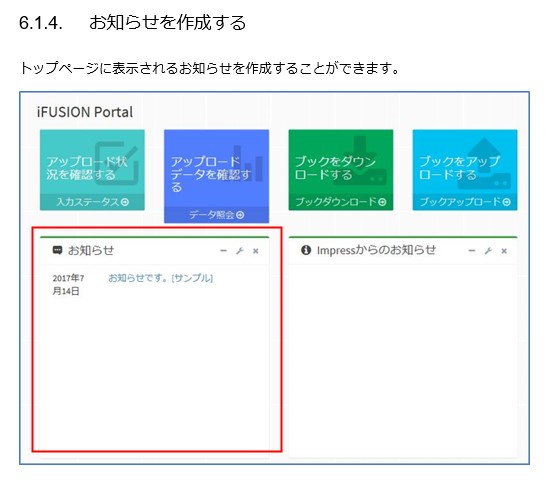 6.1.4. お知らせを作成する
トップページに表示されるお知らせを作成することができます。
iFUSION Portal
アップロード状
況を確認する
入力ステータス
アップロード
データを確認す
る
データ照会
ブックをダウン
ロードする
ブックダウンロード
ブックをアップ
ロードする
ブックアップロード
お知らせ
2017年7
月14日
お知らせです。[サンプル]
Impressからのお知らせ